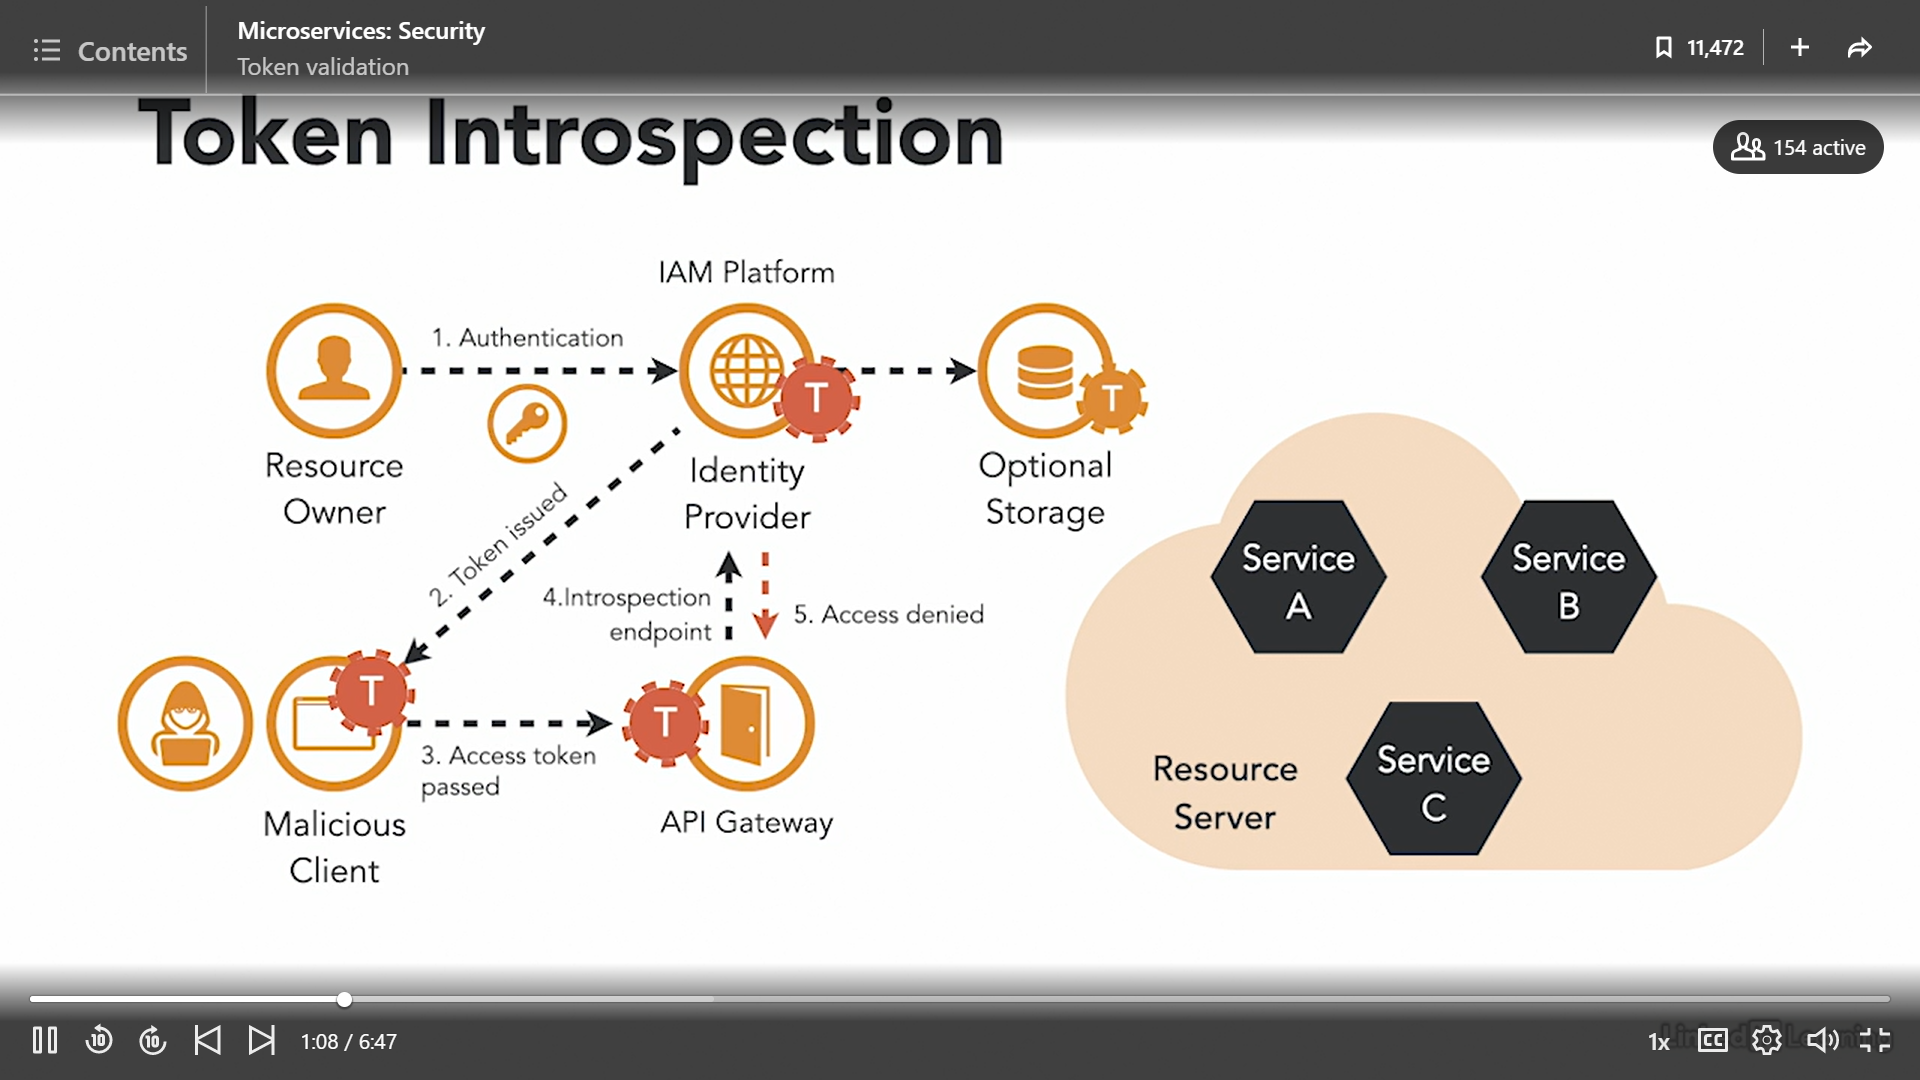 Contents
Microservices: Security
Token validation
11,472
Token Introspection
154 active
IAM Platform
1. Authentication
T
T
Resource
Owner
Identity
Provider
Optional
Storage
2. Token issued
4.Introspection
endpoint
5. Access denied
Service
A
Service
B
T
T
3. Access token
passed
Malicious
Client
API Gateway
Resource
Server
Service
C
10
10
1:08 / 6:47
1x
CC